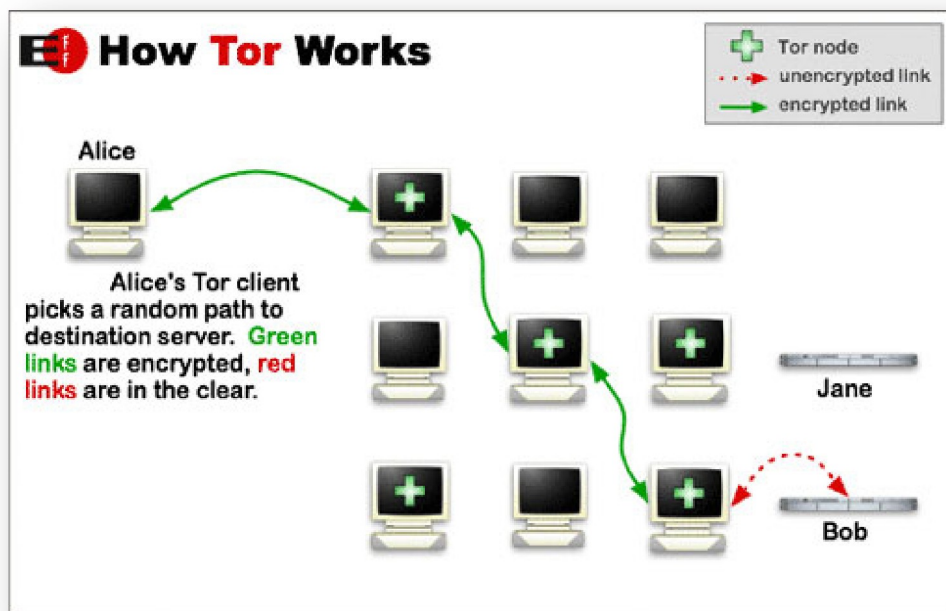 EFF How Tor Works
Tor node
unencrypted link
encrypted link
Alice
Alice's Tor client
picks a random path to
destination server. Green
links are encrypted, red
links are in the clear.
Jane
Bob